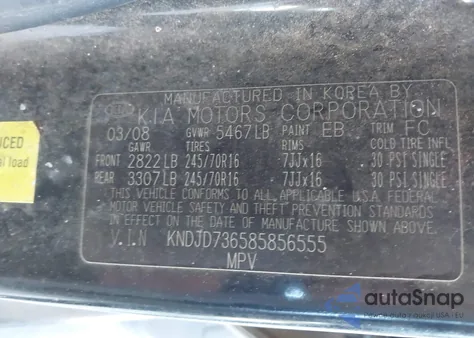 MANUFACTURED IN KOREA BY
KIA MOTORS CORPORATION
03/08 GVWR 5467LB PAINT EB TRIM FC
GAWR TIRES RIMS COLD TIRE INFL
FRONT 2822LB 245/70R16 7JJx16 30 PSI SINGLE
REAR 3307LB 245/70R16 7JJx16 30 PSI SINGLE
THIS VEHICLE CONFORMS TO ALL APPLICABLE U.S.A. FEDERAL
MOTOR VEHICLE SAFETY AND THEFT PREVENTION STANDARDS
IN EFFECT ON THE DATE OF MANUFACTURE SHOWN ABOVE.
V.I.N KNDJD736585856555
MPV
UCED
load
autoSnap